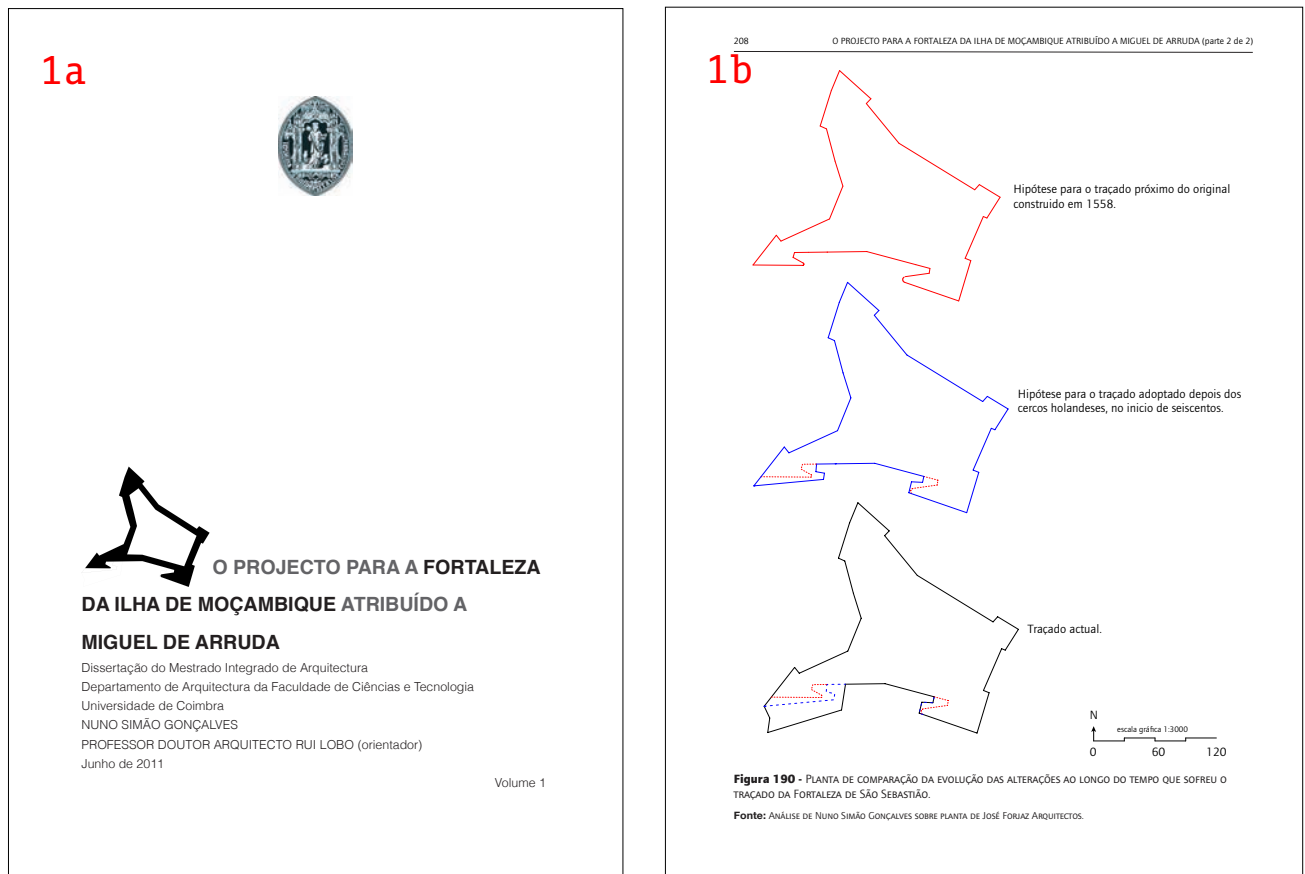 1a
O PROJECTO PARA A FORTALEZA
DA ILHA DE MOÇAMBIQUE ATRIBUÍDO A
MIGUEL DE ARRUDA
Dissertação do Mestrado Integrado de Arquitectura
Departamento de Arquitectura da Faculdade de Ciências e Tecnologia
Universidade de Coimbra
NUNO SIMÃO GONÇALVES
PROFESSOR DOUTOR ARQUITECTO RUI LOBO (orientador)
Junho de 2011
Volume 1
208 O PROJECTO PARA A FORTALEZA DA ILHA DE MOÇAMBIQUE ATRIBUÍDO A MIGUEL DE ARRUDA (parte 2 de 2)
1b
Hipótese para o traçado próximo do original
construido em 1558.
Hipótese para o traçado adoptado depois dos
cercos holandeses, no inicio de seiscentos.
Traçado actual.
N
escala gráfica 1:3000
0 60 120
Figura 190 - PLANTA DE COMPARAÇÃO DA EVOLUÇÃO DAS ALTERAÇÕES AO LONGO DO TEMPO QUE SOFREU O
TRAÇADO DA FORTALEZA DE SÃO SEBASTIÃO.
Fonte: ANÁLISE DE NUNO SIMÃO GONÇALVES SOBRE PLANTA DE JOSÉ FORJAZ ARQUITECTOS.